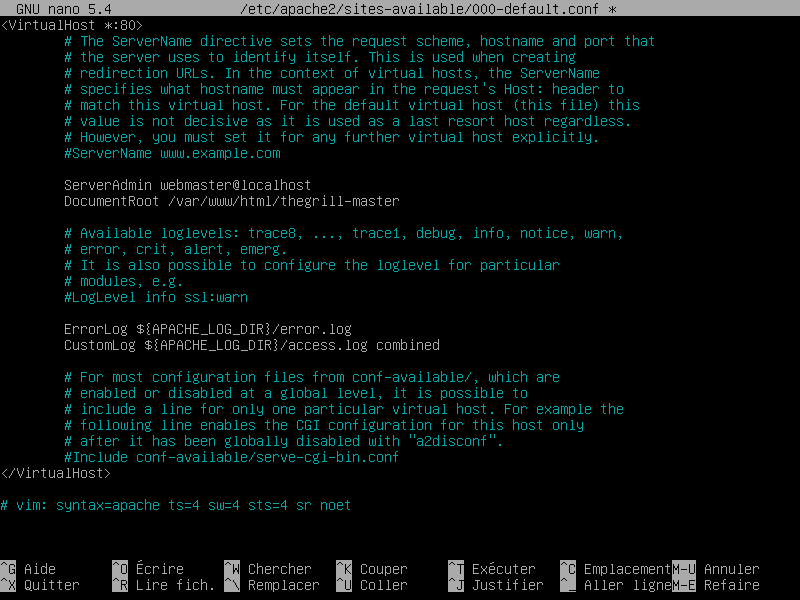 GNU nano 5.4 /etc/apache2/sites-available/000-default.conf *
<VirtualHost *:80>
# The ServerName directive sets the request scheme, hostname and port that
# the server uses to identify itself. This is used when creating
# redirection URLs. In the context of virtual hosts, the ServerName
# specifies what hostname must appear in the request's Host: header to
# match this virtual host. For the default virtual host (this file) this
# value is not decisive as it is used as a last resort host regardless.
# However, you must set it for any further virtual host explicitly.
#ServerName www.example.com
ServerAdmin webmaster@localhost
DocumentRoot /var/www/html/thegrill-master
# Available loglevels: trace8, ..., trace1, debug, info, notice, warn,
# error, crit, alert, emerg.
# It is also possible to configure the loglevel for particular
# modules, e.g.
#LogLevel info ssl:warn
ErrorLog ${APACHE_LOG_DIR}/error.log
CustomLog ${APACHE_LOG_DIR}/access.log combined
# For most configuration files from conf-available/, which are
# enabled or disabled at a global level, it is possible to
# include a line for only one particular virtual host. For example the
# following line enables the CGI configuration for this host only
# after it has been globally disabled with "a2disconf".
#Include conf-available/serve-cgi-bin.conf
</VirtualHost>
# vim: syntax=apache ts=4 sw=4 sts=4 sr noet
^G Aide ^O Écrire ^W Chercher ^K Couper ^T Exécuter ^C Emplacement M-U Annuler
^X Quitter ^R Lire fich. ^\ Remplacer ^U Coller ^J Justifier ^_ Aller ligne M-E Refaire